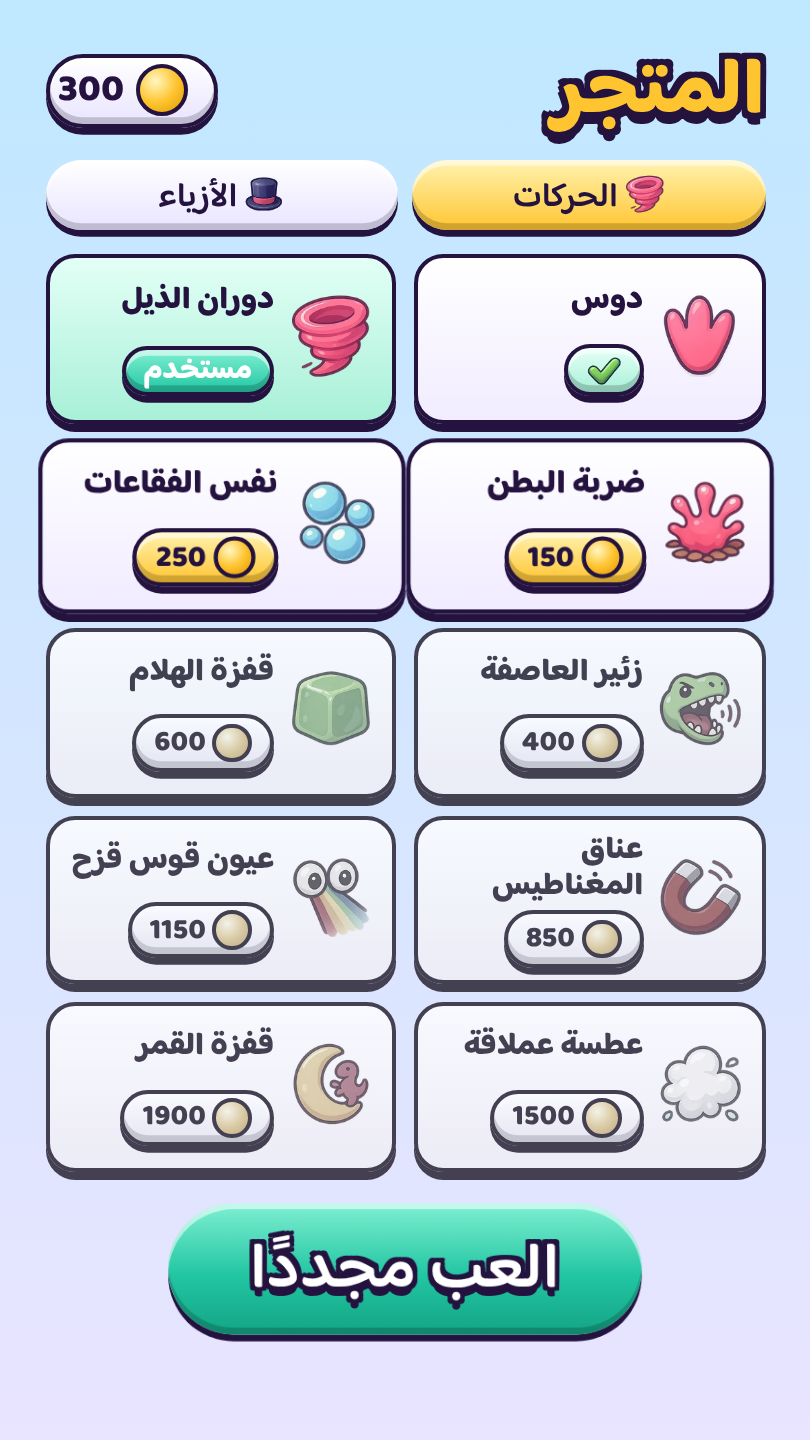 المتجر
300
الحركات
الأزياء
دوس
دوران الذيل
مستخدم
ضربة البطن
150
نفس الفقاعات
250
زئير العاصفة
400
قفزة الهلام
600
عناق
المغناطيس
850
عيون قوس قزح
1150
عطسة عملاقة
1500
قفزة القمر
1900
العب مجددًا